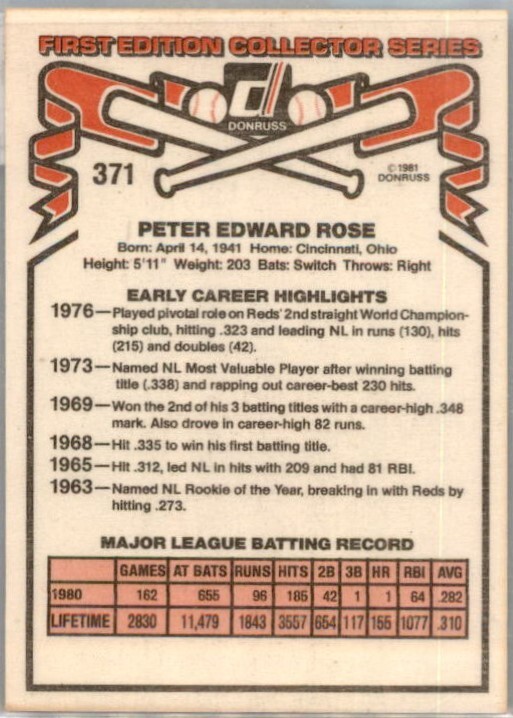 FIRST EDITION COLLECTOR SERIES
d
DONRUSS
371
© 1981
DONRUSS
PETER EDWARD ROSE
Born: April 14, 1941 Home: Cincinnati, Ohio
Height: 5'11" Weight: 203 Bats: Switch Throws: Right
EARLY CAREER HIGHLIGHTS
1976—Played pivotal role on Reds' 2nd straight World Champion-
ship club, hitting .323 and leading NL in runs (130), hits
(215) and doubles (42).
1973—Named NL Most Valuable Player after winning batting
title (.338) and rapping out career-best 230 hits.
1969—Won the 2nd of his 3 batting titles with a career-high .348
mark. Also drove in career-high 82 runs.
1968—Hit .335 to win his first batting title.
1965—Hit .312, led NL in hits with 209 and had 81 RBI.
1963—Named NL Rookie of the Year, breaking in with Reds by
hitting .273.
MAJOR LEAGUE BATTING RECORD
GAMES AT BATS RUNS HITS 2B 3B HR RBI AVG
1980 162 655 96 185 42 1 1 64 .282
LIFETIME 2830 11,479 1843 3557 654 117 155 1077 .310